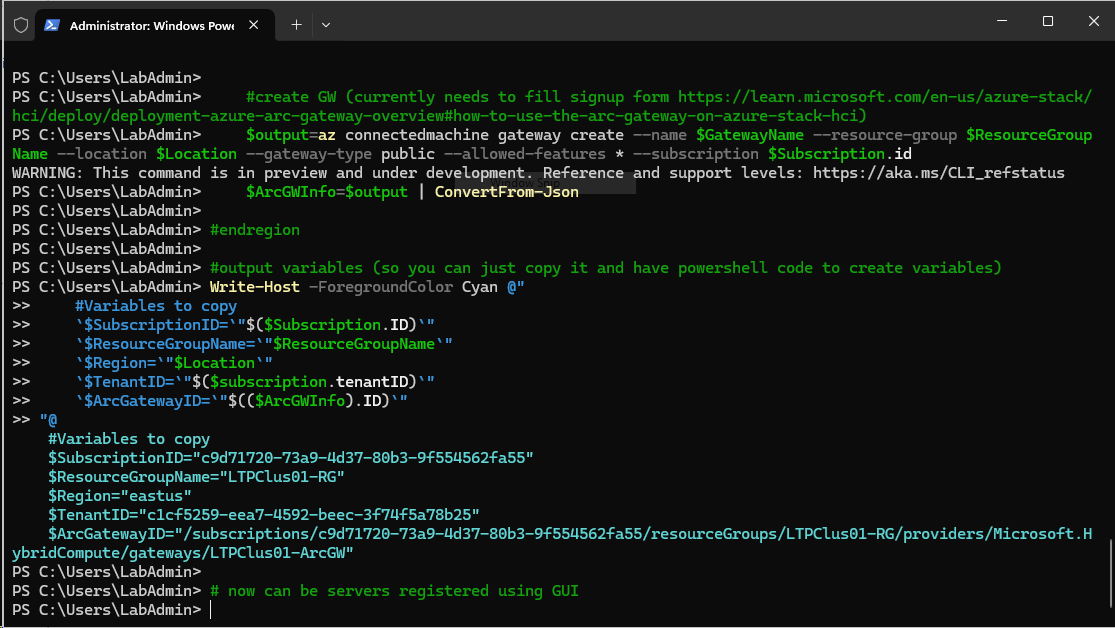 Administrator: Windows Powe
PS C:\Users\LabAdmin>
PS C:\Users\LabAdmin>     #create GW (currently needs to fill signup form https://learn.microsoft.com/en-us/azure-stack/
hci/deploy/deployment-azure-arc-gateway-overview#how-to-use-the-arc-gateway-on-azure-stack-hci)
PS C:\Users\LabAdmin>     $output=az connectedmachine gateway create --name $GatewayName --resource-group $ResourceGroup
Name --location $Location --gateway-type public --allowed-features * --subscription $Subscription.id
WARNING: This command is in preview and under development. Reference and support levels: https://aka.ms/CLI_refstatus
PS C:\Users\LabAdmin>     $ArcGWInfo=$output | ConvertFrom-Json
PS C:\Users\LabAdmin>
PS C:\Users\LabAdmin> #endregion
PS C:\Users\LabAdmin>
PS C:\Users\LabAdmin> #output variables (so you can just copy it and have powershell code to create variables)
PS C:\Users\LabAdmin> Write-Host -ForegroundColor Cyan @"
>>     #Variables to copy
>>     `$SubscriptionID=`"$($Subscription.ID)`"
>>     `$ResourceGroupName=`"$ResourceGroupName`"
>>     `$Region=`"$Location`"
>>     `$TenantID=`"$($subscription.tenantID)`"
>>     `$ArcGatewayID=`"$(($ArcGWInfo).ID)`"
>> "@
    #Variables to copy
    $SubscriptionID="c9d71720-73a9-4d37-80b3-9f554562fa55"
    $ResourceGroupName="LTPClus01-RG"
    $Region="eastus"
    $TenantID="c1cf5259-eea7-4592-beec-3f74f5a78b25"
    $ArcGatewayID="/subscriptions/c9d71720-73a9-4d37-80b3-9f554562fa55/resourceGroups/LTPClus01-RG/providers/Microsoft.H
ybridCompute/gateways/LTPClus01-ArcGW"
PS C:\Users\LabAdmin>
PS C:\Users\LabAdmin> # now can be servers registered using GUI
PS C:\Users\LabAdmin>